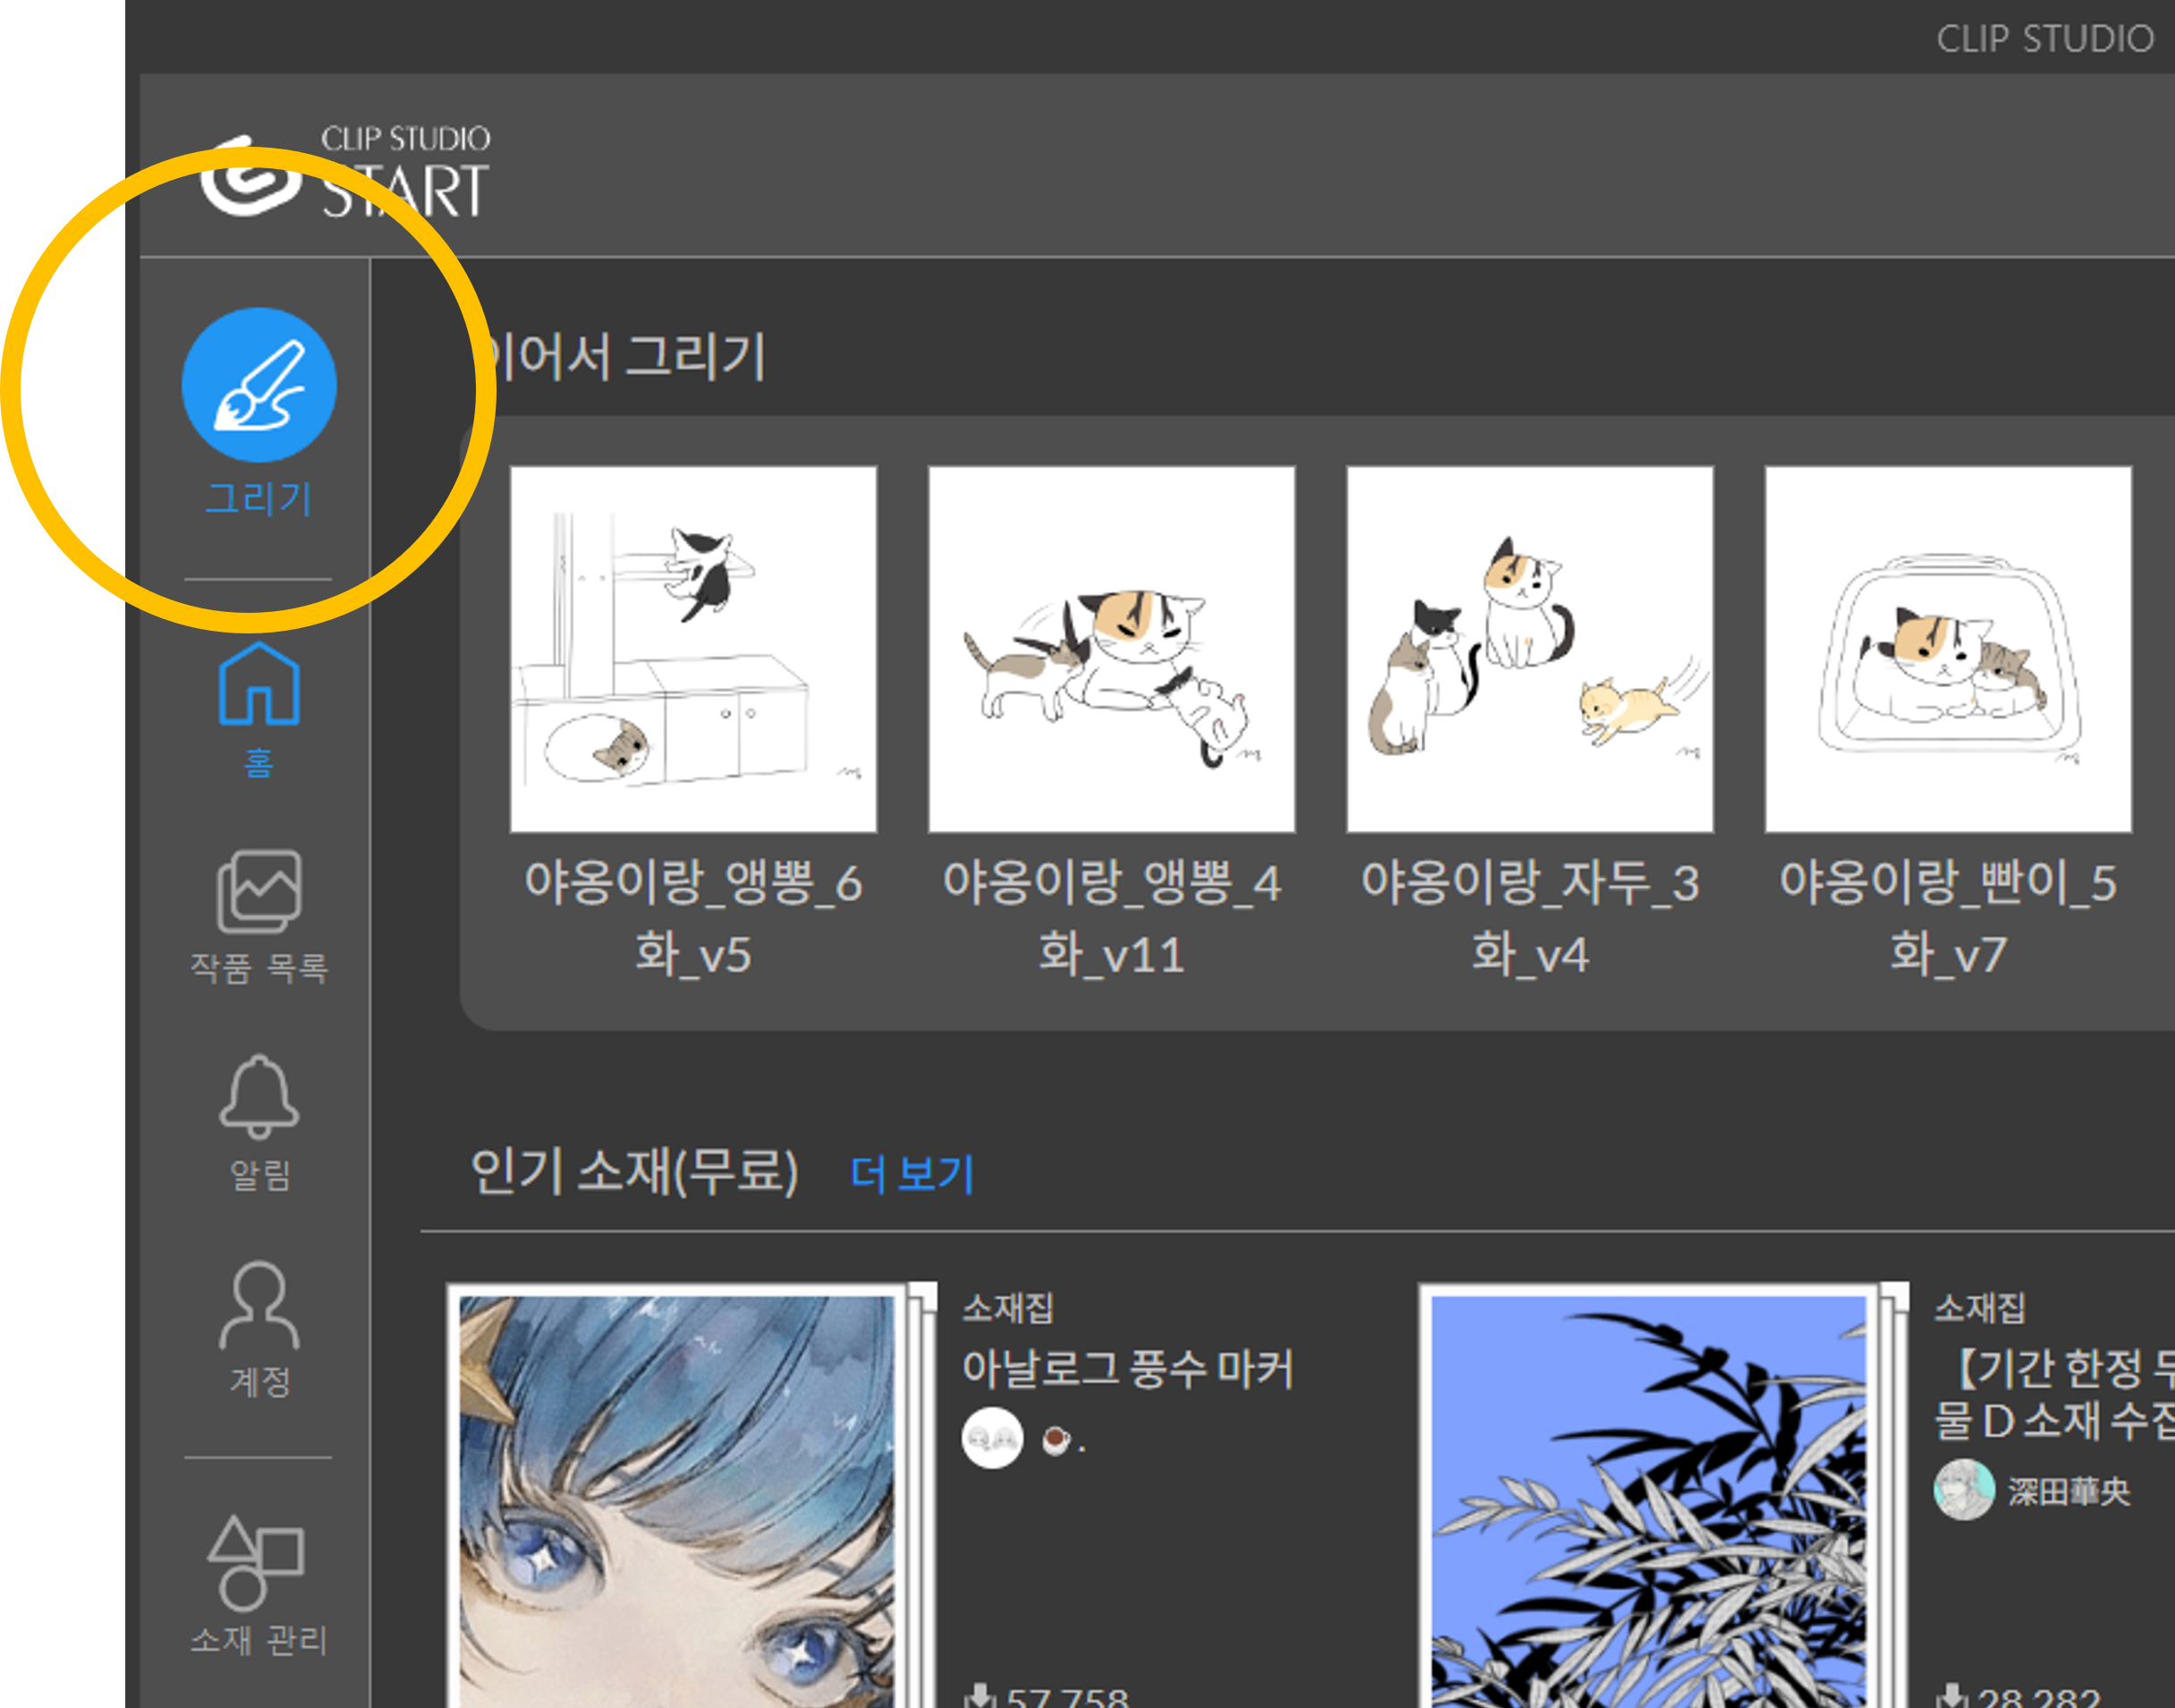 CLIP STUDIO
CLIP STUDIO
START
이어서 그리기
그리기
홈
작품 목록
알림
계정
소재 관리
야옹이랑_앵뽕_6
화_v5
야옹이랑_앵뽕_4
화_v11
야옹이랑_자두_3
화_v4
야옹이랑_빤이_5
화_v7
인기 소재(무료) 더 보기
소재집
아날로그 풍수 마커
.
57,758
소재집
【기간 한정
물 D 소재
深田華央
28,282